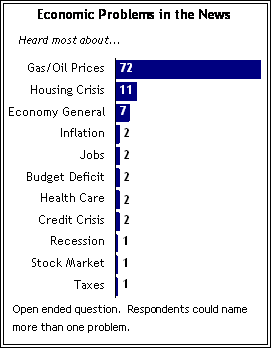 Economic Problems in the News
Heard most about...
Gas/Oil Prices 72
Housing Crisis 11
Economy General 7
Inflation 2
Jobs 2
Budget Deficit 2
Health Care 2
Credit Crisis 2
Recession 1
Stock Market 1
Taxes 1
Open ended question. Respondents could name
more than one problem.